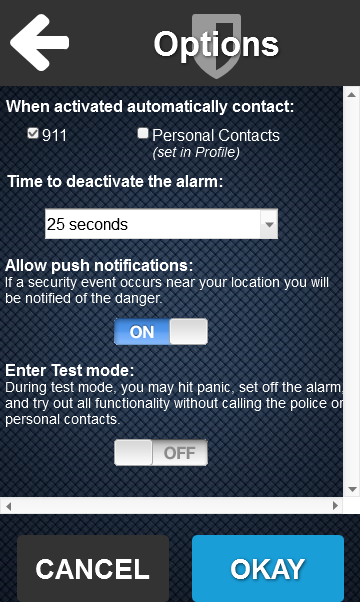 Options
When activated automatically contact:
911 Personal Contacts
(set in Profile)
Time to deactivate the alarm:
25 seconds
Allow push notifications:
If a security event occurs near your location you will
be notified of the danger.
ON
Enter Test mode:
During test mode, you may hit panic, set off the alarm,
and try out all functionality without calling the police or
personal contacts.
OFF
CANCEL OKAY